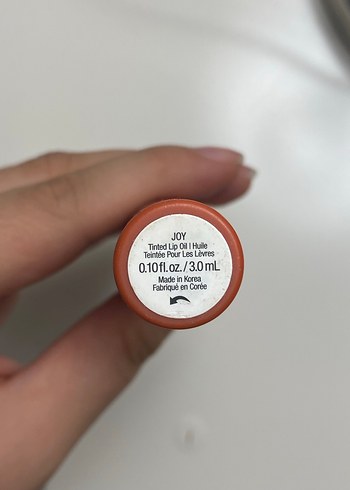 JOY
Tinted Lip Oil | Huile
Teintée Pour Les Lèvres
0.10 fl. oz. / 3.0 mL
Made in Korea
Fabriqué en Corée